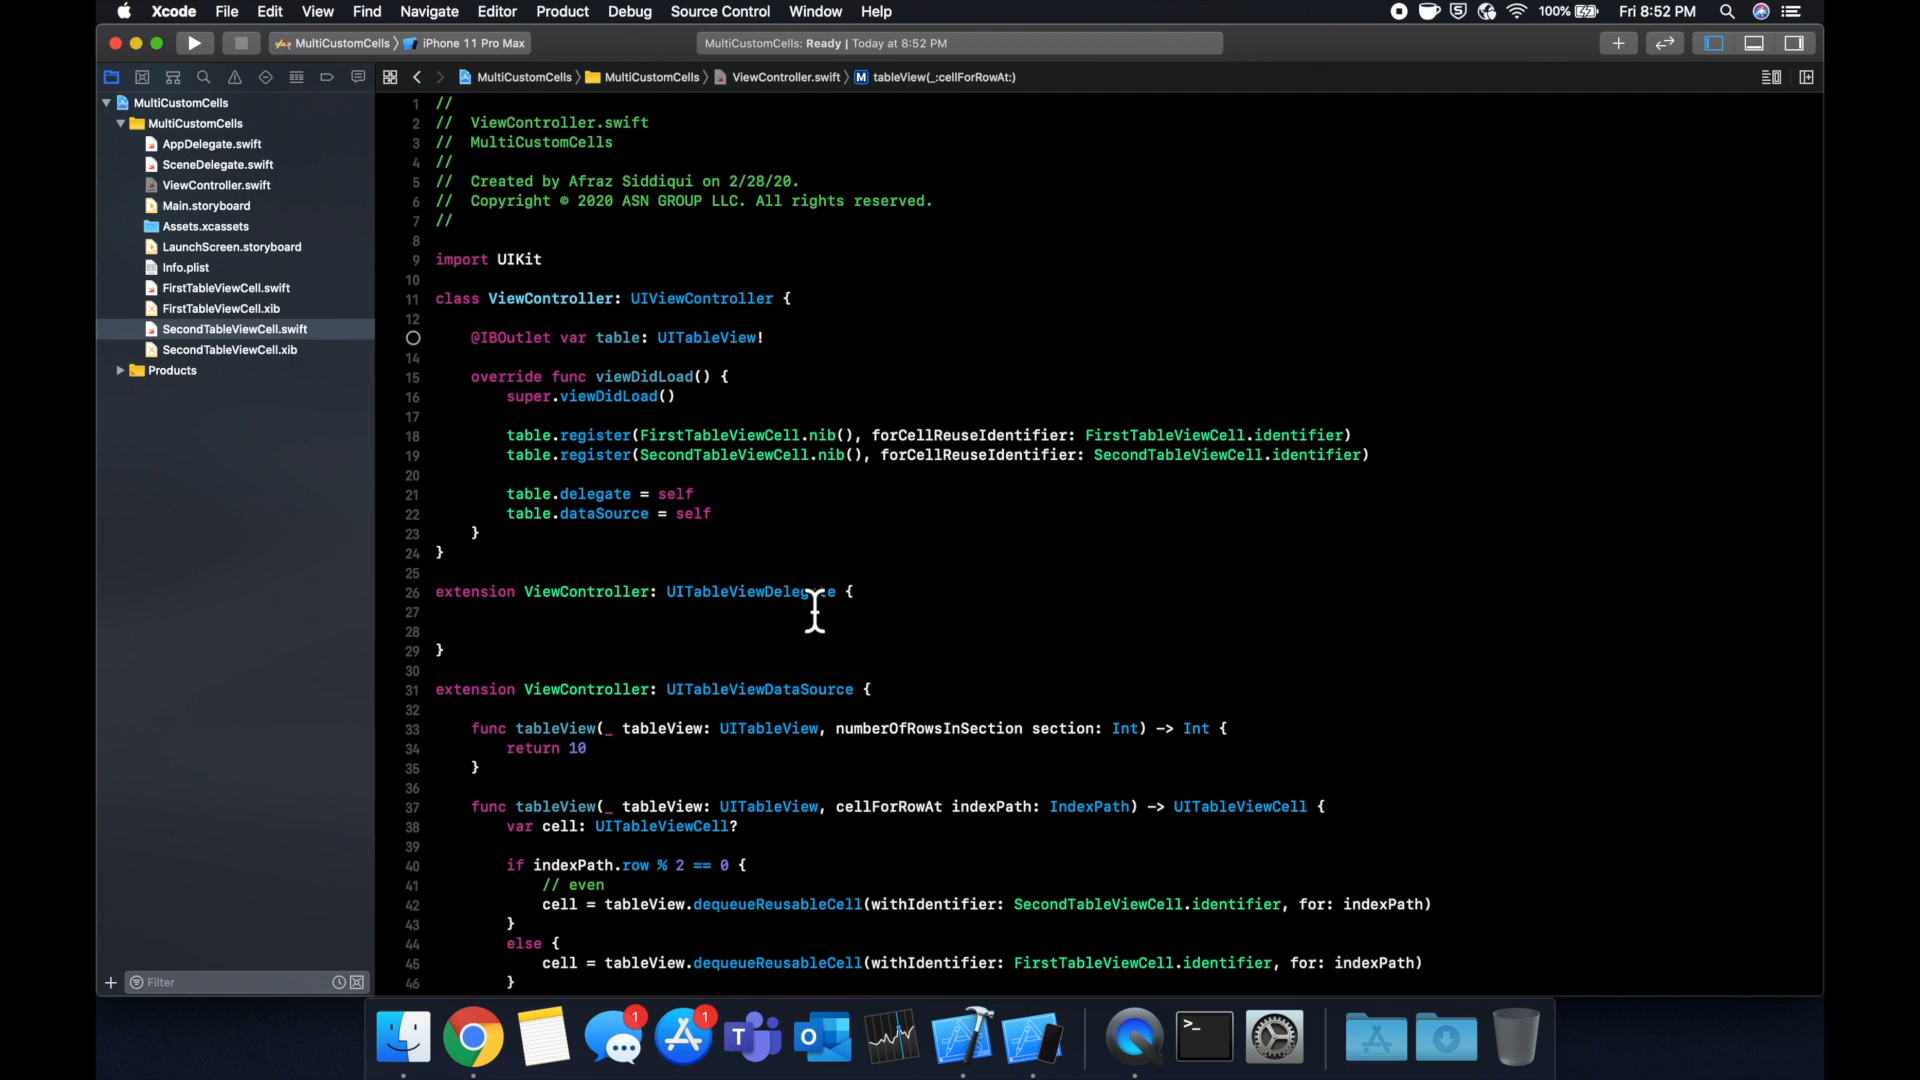 Xcode File Edit View Find Navigate Editor Product Debug Source Control Window Help 100% Fri 8:52 PM
MultiCustomCells iPhone 11 Pro Max MultiCustomCells: Ready | Today at 8:52 PM
MultiCustomCells MultiCustomCells ViewController.swift M tableView(_:cellForRowAt:)
MultiCustomCells
MultiCustomCells
AppDelegate.swift
SceneDelegate.swift
ViewController.swift
Main.storyboard
Assets.xcassets
LaunchScreen.storyboard
Info.plist
FirstTableViewCell.swift
FirstTableViewCell.xib
SecondTableViewCell.swift
SecondTableViewCell.xib
Products
Filter
1 //
2 // ViewController.swift
3 // MultiCustomCells
4 //
5 // Created by Afraz Siddiqui on 2/28/20.
6 // Copyright © 2020 ASN GROUP LLC. All rights reserved.
7 //
8
9 import UIKit
10
11 class ViewController: UIViewController {
12
@IBOutlet var table: UITableView!
14
15 override func viewDidLoad() {
16 super.viewDidLoad()
17
18 table.register(FirstTableViewCell.nib(), forCellReuseIdentifier: FirstTableViewCell.identifier)
19 table.register(SecondTableViewCell.nib(), forCellReuseIdentifier: SecondTableViewCell.identifier)
20
21 table.delegate = self
22 table.dataSource = self
23 }
24 }
25
26 extension ViewController: UITableViewDelegate {
27
28
29 }
30
31 extension ViewController: UITableViewDataSource {
32
33 func tableView(_ tableView: UITableView, numberOfRowsInSection section: Int) -> Int {
34 return 10
35 }
36
37 func tableView(_ tableView: UITableView, cellForRowAt indexPath: IndexPath) -> UITableViewCell {
38 var cell: UITableViewCell?
39
40 if indexPath.row % 2 == 0 {
41 // even
42 cell = tableView.dequeueReusableCell(withIdentifier: SecondTableViewCell.identifier, for: indexPath)
43 }
44 else {
45 cell = tableView.dequeueReusableCell(withIdentifier: FirstTableViewCell.identifier, for: indexPath)
46 }
1 1